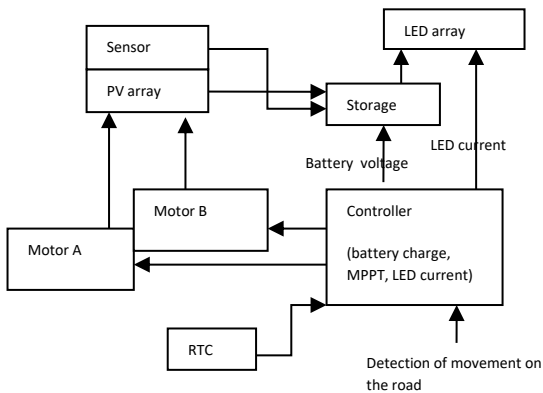 Sensor
LED array
PV array
Storage
LED current
Battery voltage
Motor B
Controller
Motor A
(battery charge,
MPPT, LED current)
RTC
Detection of movement on
the road